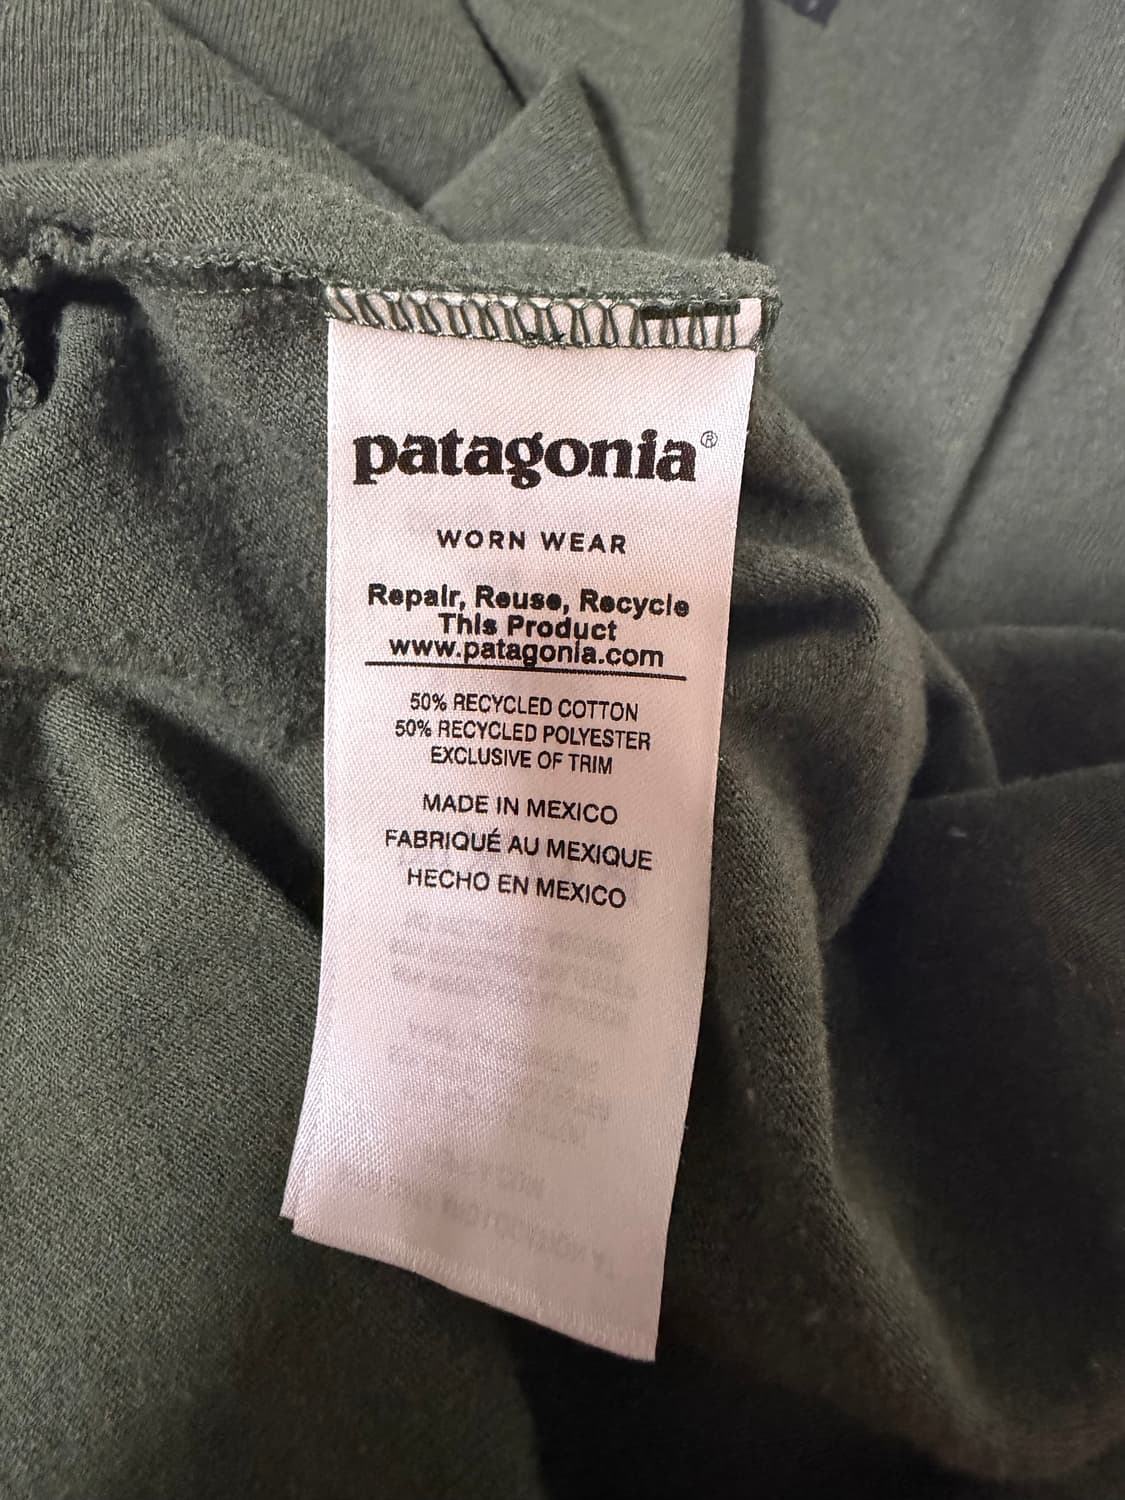 patagonia®
WORN WEAR
Repair, Reuse, Recycle
This Product
www.patagonia.com
50% RECYCLED COTTON
50% RECYCLED POLYESTER
EXCLUSIVE OF TRIM
MADE IN MEXICO
FABRIQUÉ AU MEXIQUE
HECHO EN MEXICO